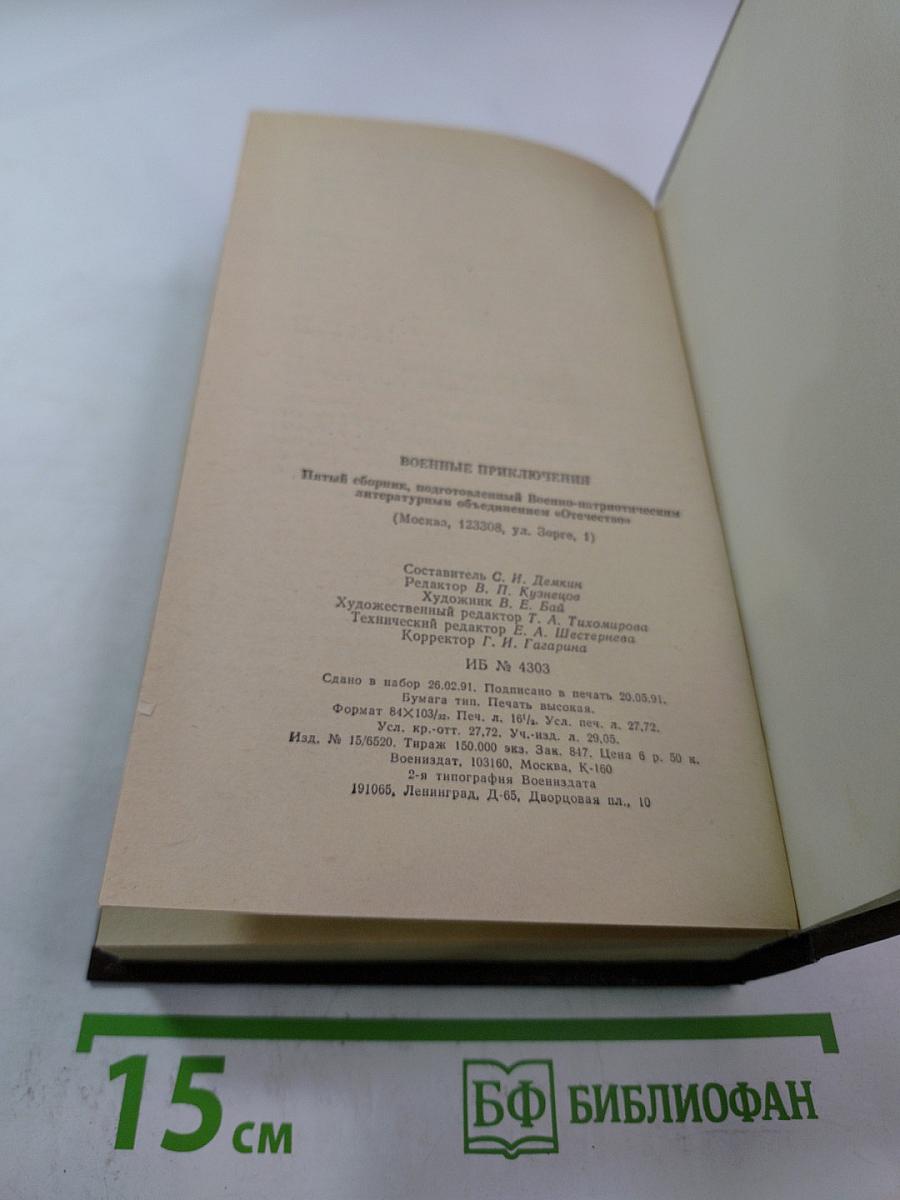 ВОЕННЫЕ ПРИКЛЮЧЕНИЯ
Пятый сборник, подготовленный Военно-патриотическим
литературным объединением «Отечество»
(Москва, 123308, ул. Зорге, 1)
Составитель С. И. Демкин
Редактор В. П. Кузнецов
Художник В. Е. Бай
Художественный редактор Т. А. Тихомирова
Технический редактор Е. А. Шестернева
Корректор Г. И. Гагарина
ИБ № 4303
Сдано в набор 26.02.91. Подписано в печать 20.05.91.
Бумага тип. Печать высокая.
Формат 84×103/32. Печ. л. 16½. Усл. печ. л. 27,72.
Усл. кр.-отт. 27,72. Уч.-изд. л. 29,05.
Изд. № 15/6520. Тираж 150.000 экз. Зак. 847. Цена 6 р. 50 к.
Воениздат, 103160, Москва, К-160
2-я типография Воениздата
191065, Ленинград, Д-65, Дворцовая пл., 10
15 см
БФ БИБЛИОФАН